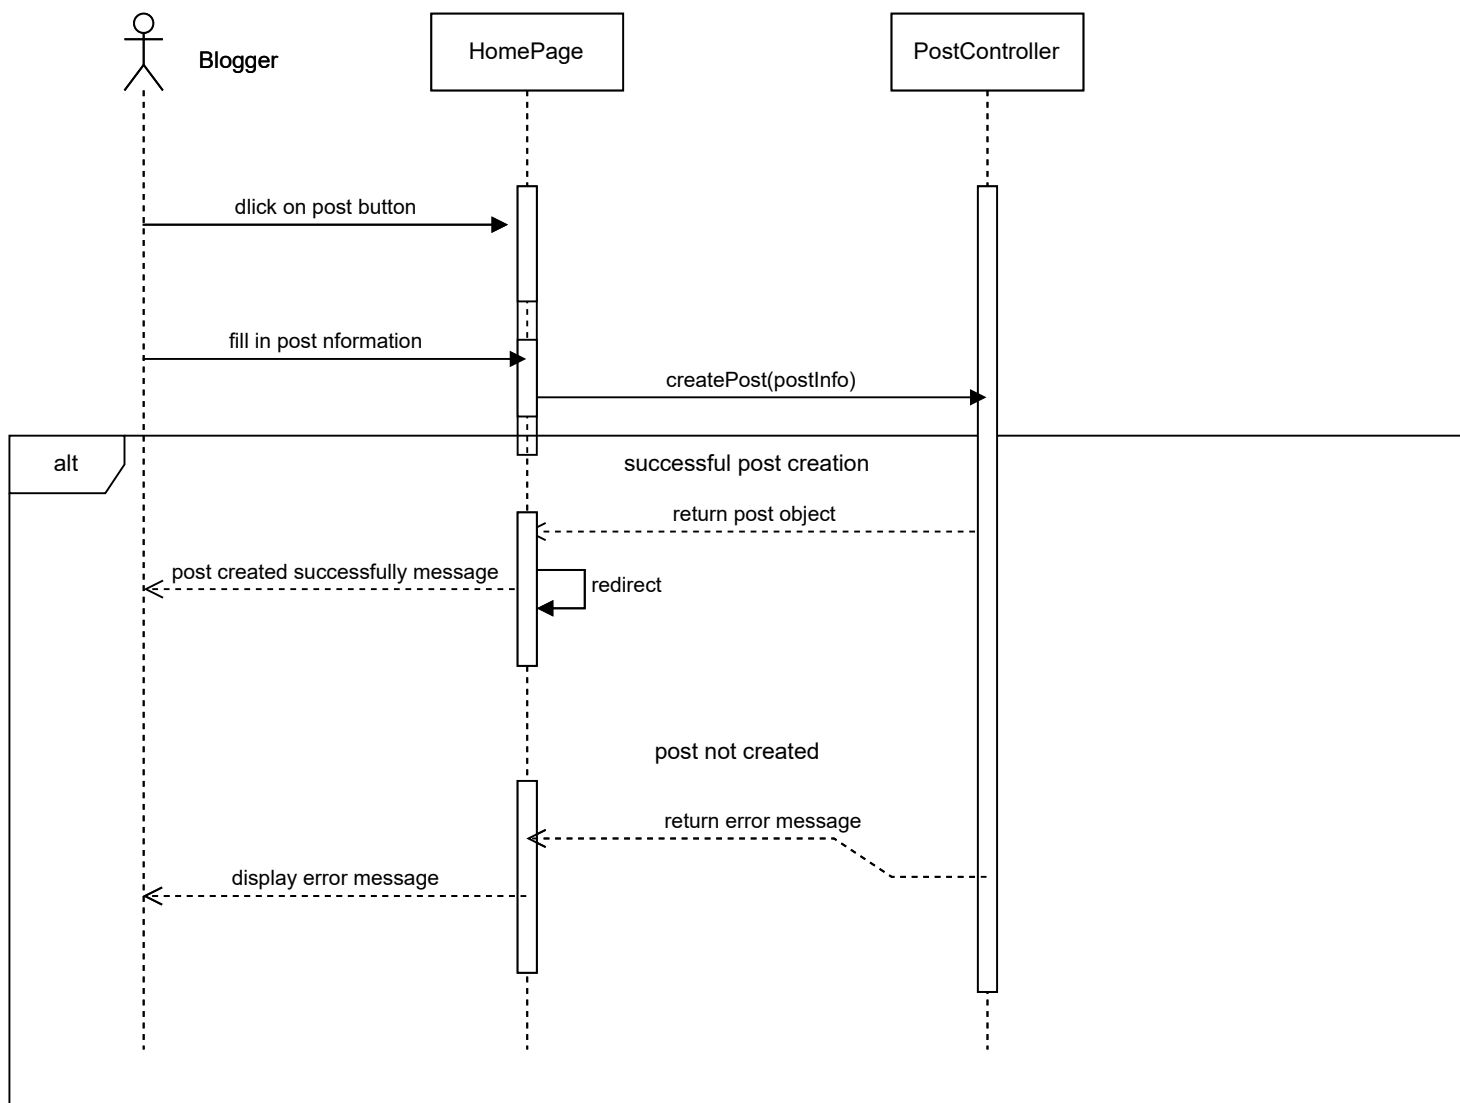 Blogger
HomePage
PostController
dlick on post button
fill in post nformation
createPost(postInfo)
alt
successful post creation
return post object
post created successfully message
redirect
post not created
return error message
display error message